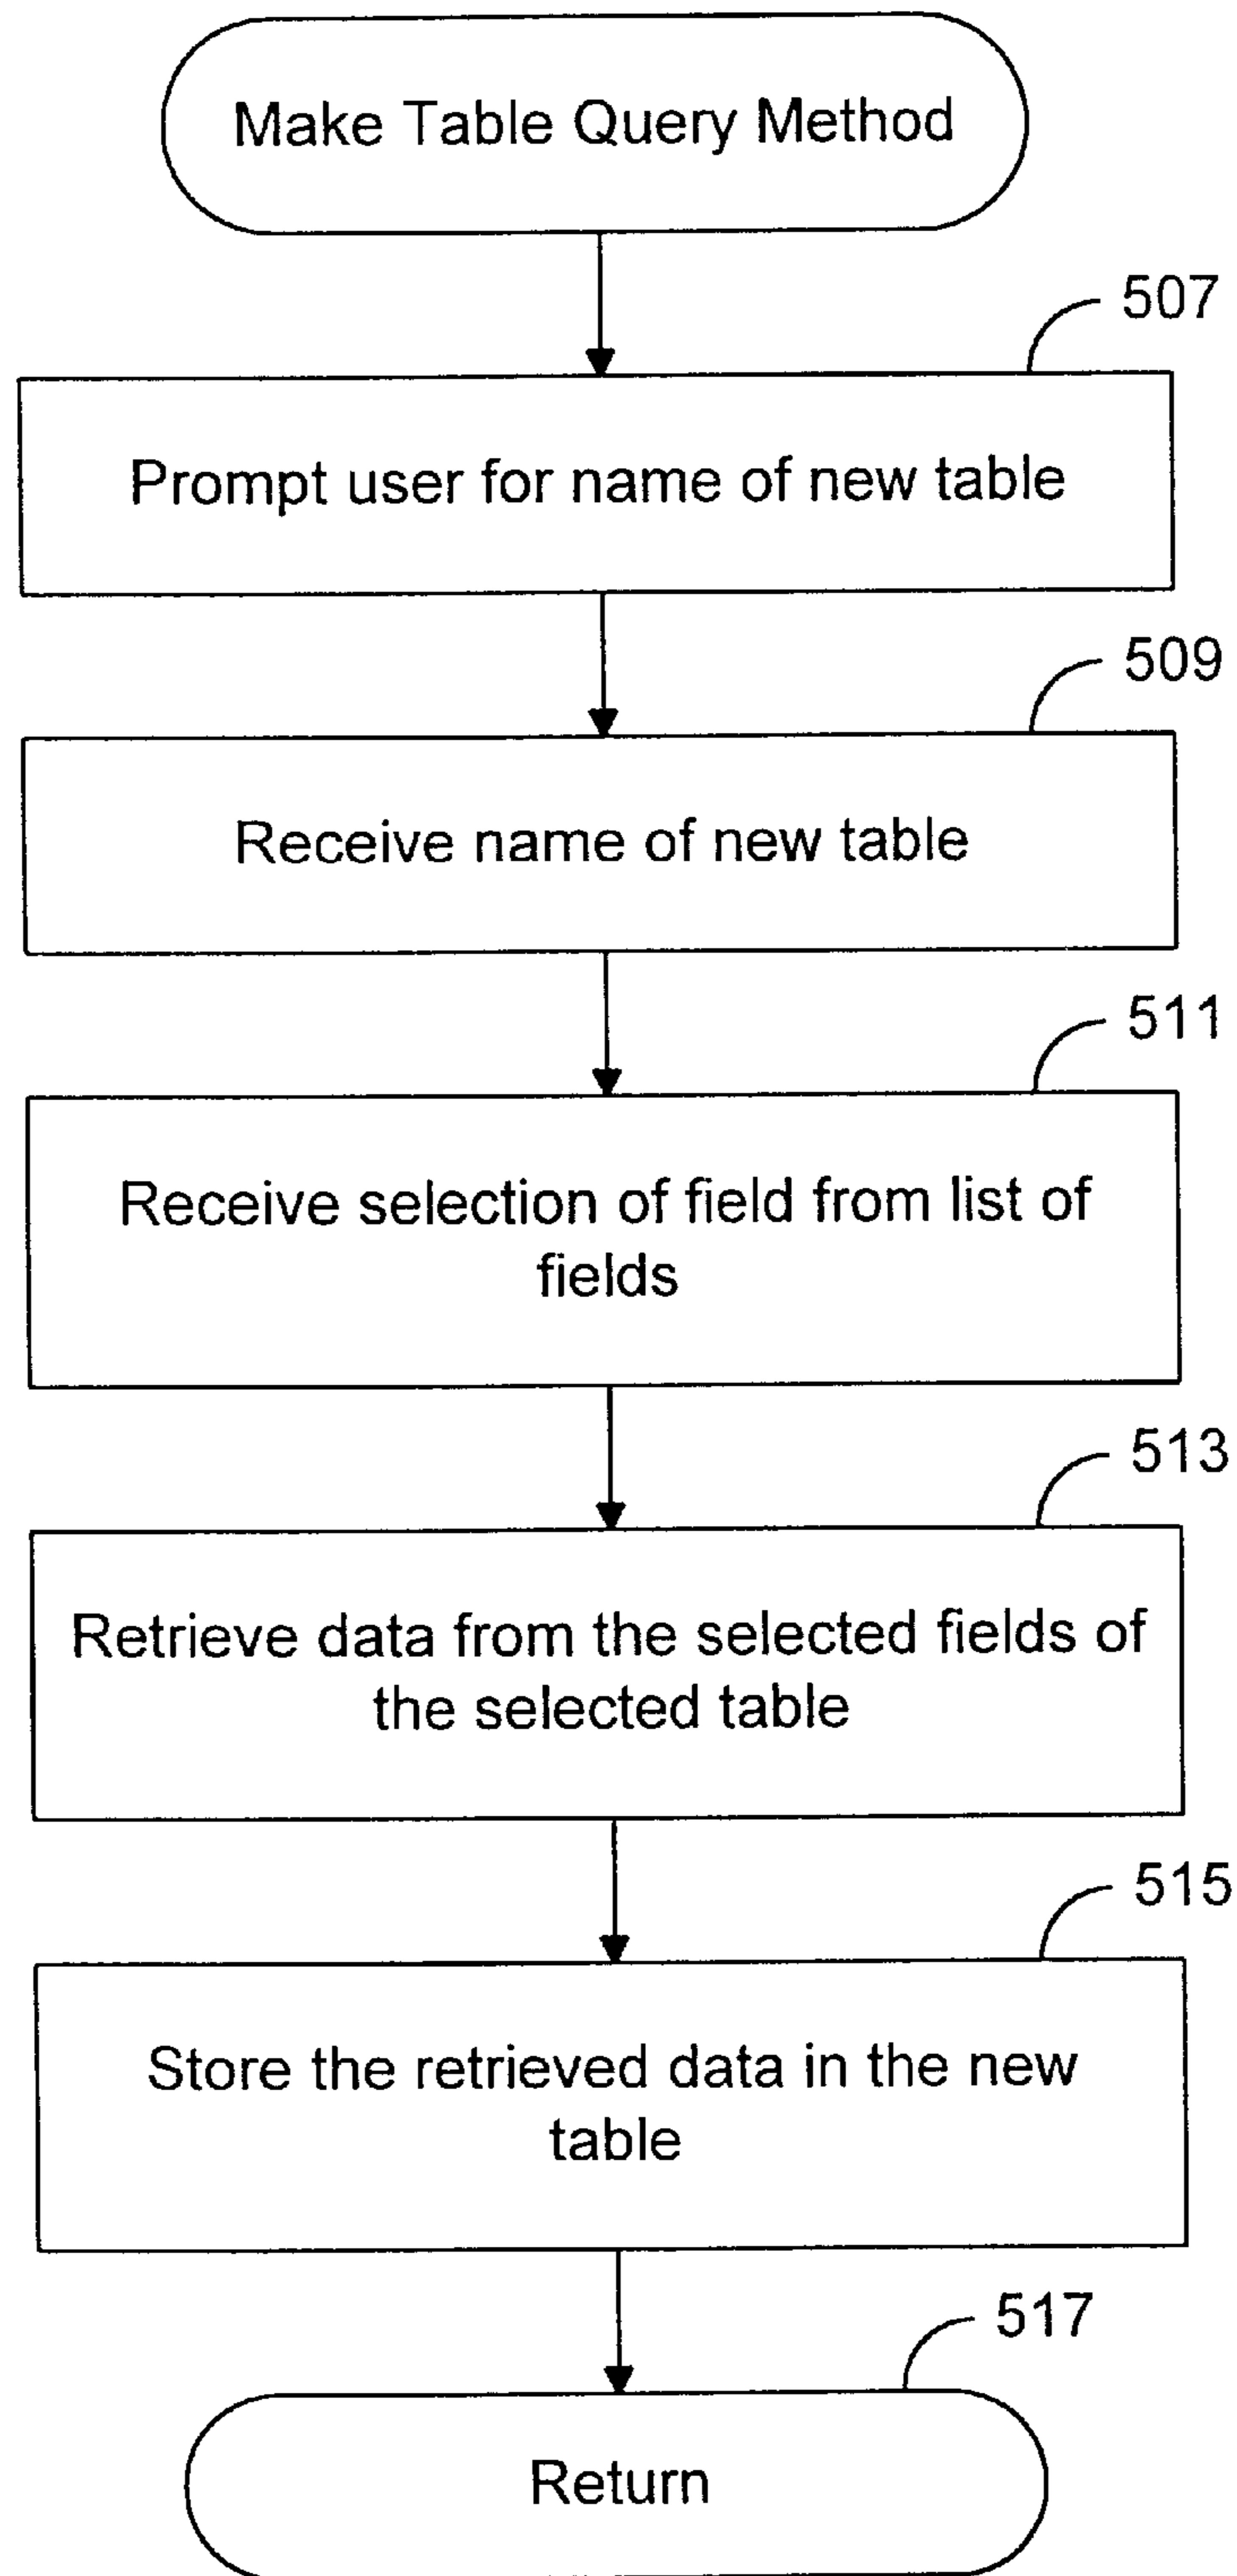 Make Table Query Method
507
Prompt user for name of new table
509
Receive name of new table
511
Receive selection of field from list of
fields
513
Retrieve data from the selected fields of
the selected table
515
Store the retrieved data in the new
table
517
Return